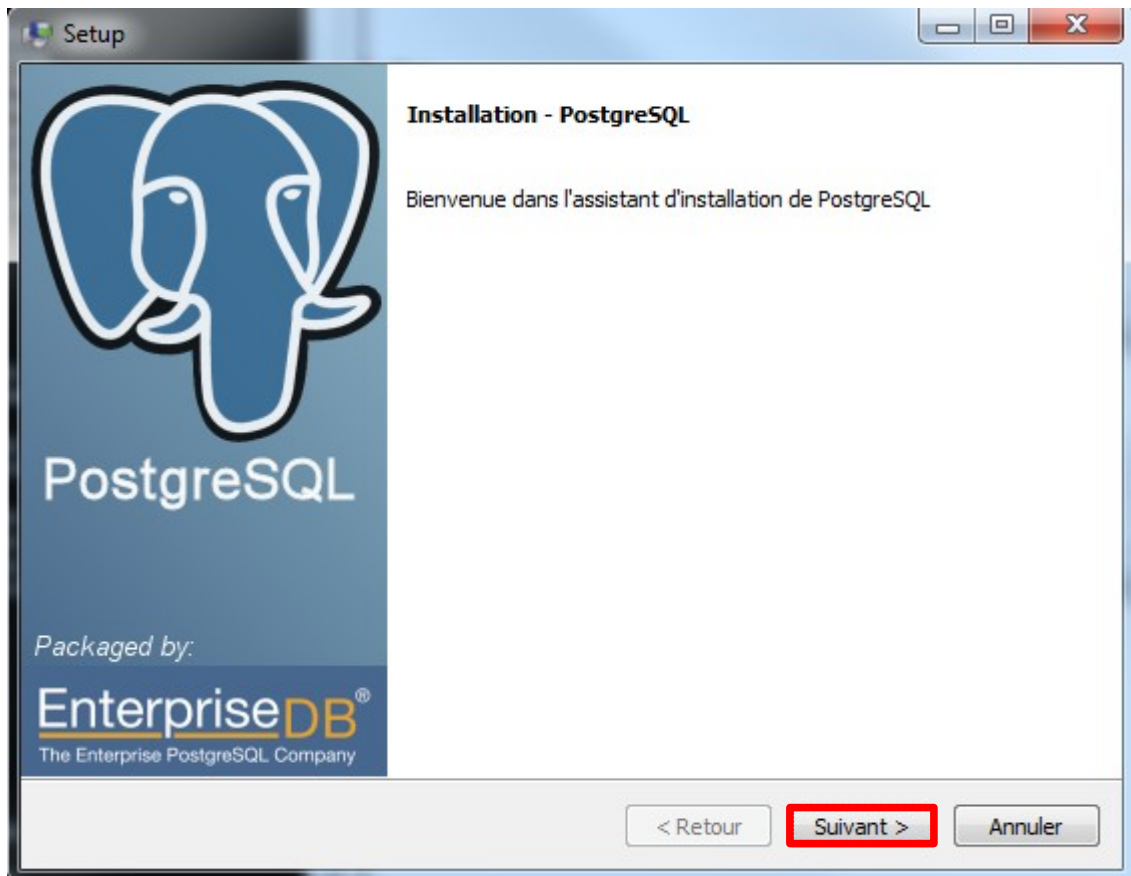 Setup
Installation - PostgreSQL
Bienvenue dans l'assistant d'installation de PostgreSQL
PostgreSQL
Packaged by:
EnterpriseDB®
The Enterprise PostgreSQL Company
< Retour
Suivant >
Annuler